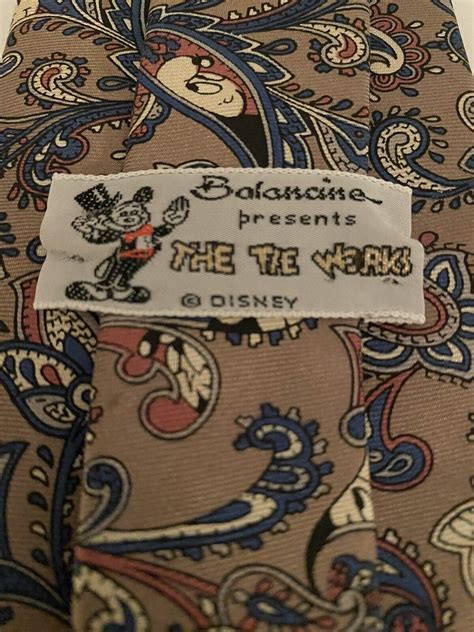 Balancine
presents
THE TIE WORKS
© DISNEY